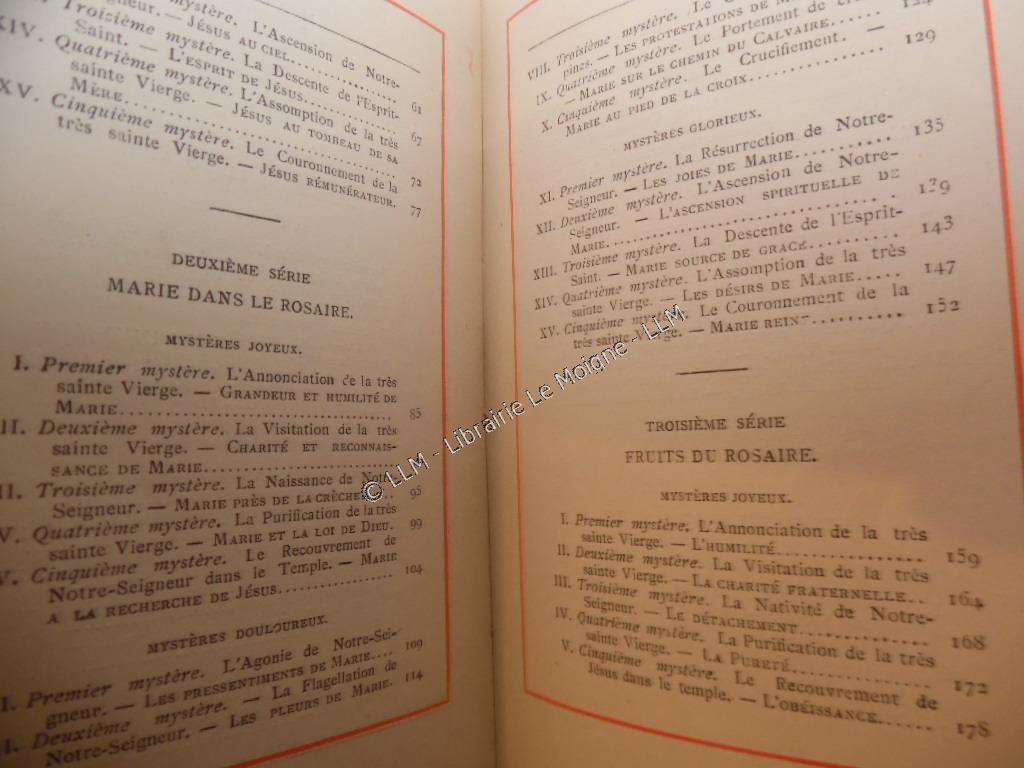 Seigneur. — JÉSUS AU CIEL
Troisième mystère. La Descente de l'Esprit-
Saint. — L'ESPRIT DE JÉSUS 61
XIV. Quatrième mystère. L'Assomption de la très
sainte Vierge. — JÉSUS AU TOMBEAU DE SA
MÈRE 67
XV. Cinquième mystère. Le Couronnement de la 72
très sainte Vierge. — JÉSUS RÉMUNÉRATEUR. 77
DEUXIÈME SÉRIE
MARIE DANS LE ROSAIRE.
MYSTÈRES JOYEUX.
I. Premier mystère. L'Annonciation de la très
sainte Vierge. — GRANDEUR ET HUMILITÉ DE
MARIE 85
II. Deuxième mystère. La Visitation de la très
sainte Vierge. — CHARITÉ ET RECONNAIS-
SANCE DE MARIE
II. Troisième mystère. La Naissance de Notre-
Seigneur. — MARIE PRÈS DE LA CRÈCHE 95
V. Quatrième mystère. La Purification de la très
sainte Vierge. — MARIE ET LA LOI DE DIEU. 99
V. Cinquième mystère. Le Recouvrement de
Notre-Seigneur dans le Temple. — MARIE
A LA RECHERCHE DE JÉSUS 104
MYSTÈRES DOULOUREUX.
I. Premier mystère. L'Agonie de Notre-Sei-
gneur. — LES PRESSENTIMENTS DE MARIE 109
II. Deuxième mystère. — La Flagellation de
Notre-Seigneur. — LES PLEURS DE MARIE. 114
VIII. Troisième mystère. Le
pines. — LES PROTESTATIONS DE
IX. Quatrième mystère. Le Portement de 124
— MARIE SUR LE CHEMIN DU CALVAIRE.
X. Cinquième mystère. Le Crucifiement. — 129
MARIE AU PIED DE LA CROIX
MYSTÈRES GLORIEUX.
XI. Premier mystère. La Résurrection de Notre-
Seigneur. — LES JOIES DE MARIE 135
XII. Deuxième mystère. L'Ascension de Notre-
Seigneur. — L'ASCENSION SPIRITUELLE DE
MARIE 139
XIII. Troisième mystère. La Descente de l'Esprit-
Saint. — MARIE SOURCE DE GRACE 143
XIV. Quatrième mystère. L'Assomption de la très
sainte Vierge. — LES DÉSIRS DE MARIE 147
XV. Cinquième mystère. Le Couronnement de la
très sainte Vierge. — MARIE REINE 152
TROISIÈME SÉRIE
FRUITS DU ROSAIRE.
MYSTÈRES JOYEUX.
I. Premier mystère. L'Annonciation de la très
sainte Vierge. — L'HUMILITÉ 159
II. Deuxième mystère. La Visitation de la très
sainte Vierge. — LA CHARITÉ FRATERNELLE 164
III. Troisième mystère. La Nativité de Notre-
Seigneur. — LE DÉTACHEMENT 168
IV. Quatrième mystère. La Purification de la très
sainte Vierge. — LA PURETÉ 172
V. Cinquième mystère. Le Recouvrement de
Jésus dans le temple. — L'OBÉISSANCE 178
© LLM - Librairie Le Moigne - LLM